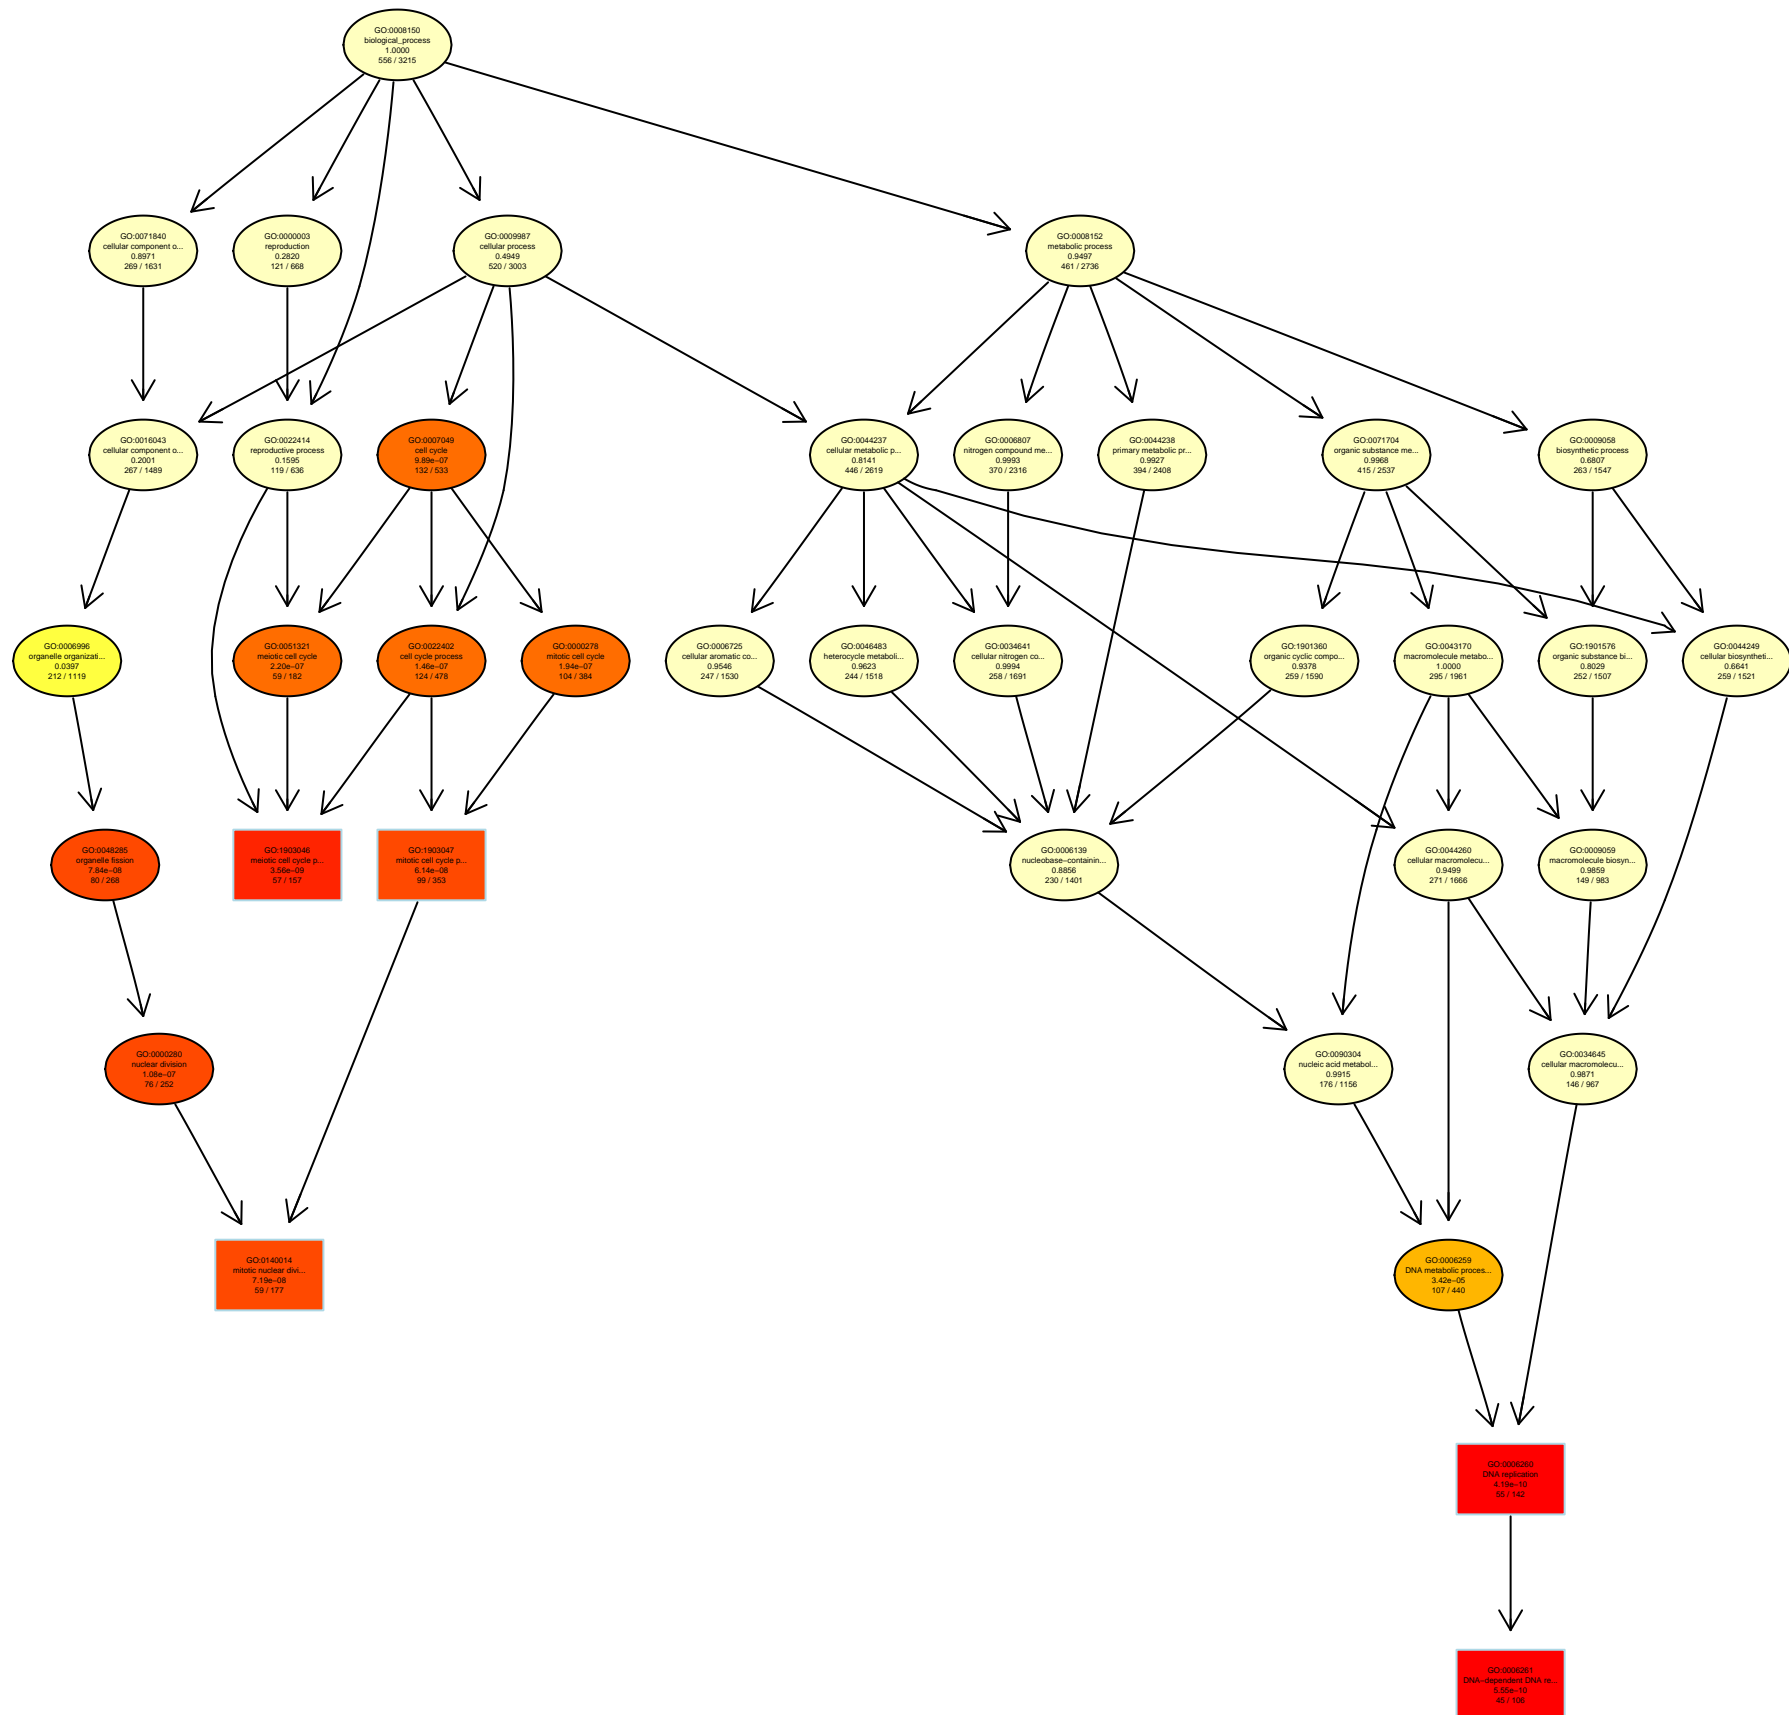 GO:0008150
biological_process
1.0000
556 / 3215
GO:0071840
cellular component o...
0.8971
269 / 1631
GO:0000003
reproduction
0.2820
121 / 668
GO:0009987
cellular process
0.4949
520 / 3003
GO:0008152
metabolic process
0.9497
461 / 2736
GO:0016043
cellular component o...
0.2001
267 / 1489
GO:0022414
reproductive process
0.1595
119 / 636
GO:0007049
cell cycle
9.89e−07
132 / 533
GO:0044237
cellular metabolic p...
0.8141
446 / 2619
GO:0006807
nitrogen compound me...
0.9993
370 / 2316
GO:0044238
primary metabolic pr...
0.9927
394 / 2408
GO:0071704
organic substance me...
0.9968
415 / 2537
GO:0009058
biosynthetic process
0.6807
263 / 1547
GO:0006996
organelle organizati...
0.0397
212 / 1119
GO:0051321
meiotic cell cycle
2.20e−07
59 / 182
GO:0022402
cell cycle process
1.46e−07
124 / 478
GO:0000278
mitotic cell cycle
1.94e−07
104 / 384
GO:0006725
cellular aromatic co...
0.9546
247 / 1530
GO:0046483
heterocycle metaboli...
0.9623
244 / 1518
GO:0034641
cellular nitrogen co...
0.9994
258 / 1691
GO:1901360
organic cyclic compo...
0.9378
259 / 1590
GO:0043170
macromolecule metabo...
1.0000
295 / 1961
GO:1901576
organic substance bi...
0.8029
252 / 1507
GO:0044249
cellular biosyntheti...
0.6641
259 / 1521
GO:0048285
organelle fission
7.84e−08
80 / 268
GO:1903046
meiotic cell cycle p...
3.56e−09
57 / 157
GO:1903047
mitotic cell cycle p...
6.14e−08
99 / 353
GO:0006139
nucleobase−containin...
0.8856
230 / 1401
GO:0044260
cellular macromolecu...
0.9499
271 / 1666
GO:0009059
macromolecule biosyn...
0.9859
149 / 983
GO:0000280
nuclear division
1.08e−07
76 / 252
GO:0090304
nucleic acid metabol...
0.9915
176 / 1156
GO:0034645
cellular macromolecu...
0.9871
146 / 967
GO:0140014
mitotic nuclear divi...
7.19e−08
59 / 177
GO:0006259
DNA metabolic proces...
3.42e−05
107 / 440
GO:0006260
DNA replication
4.19e−10
55 / 142
GO:0006261
DNA−dependent DNA re...
5.55e−10
45 / 106